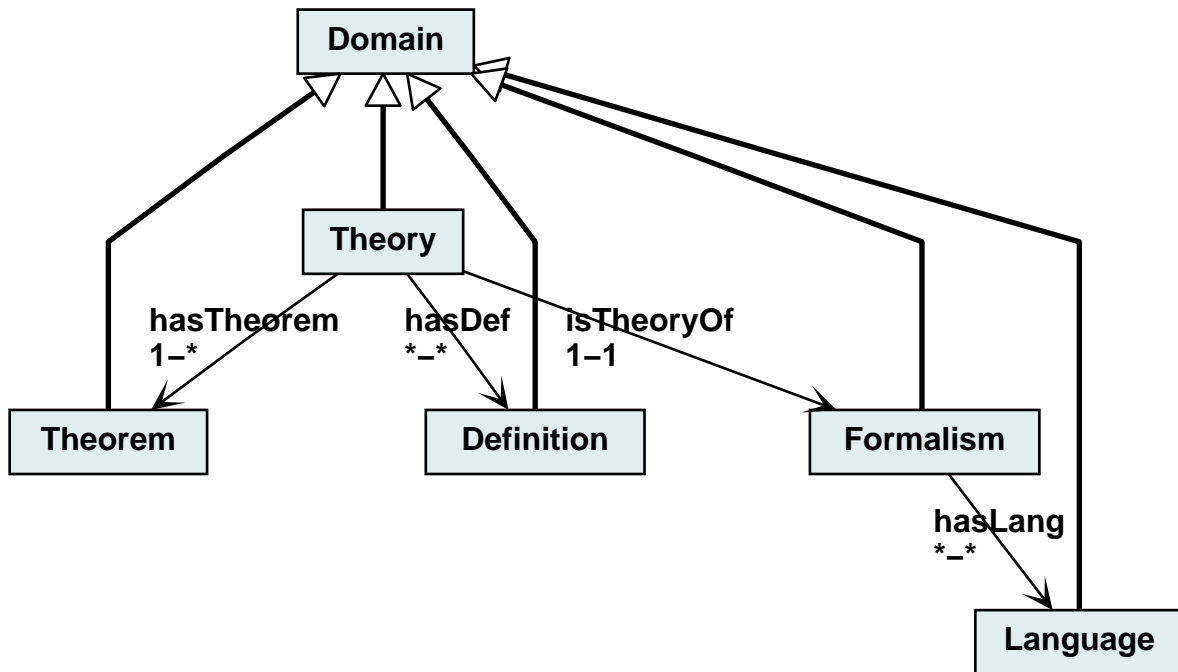 Domain
Theory
hasTheorem
1–*
hasDef
*–*
isTheoryOf
1–1
Theorem
Definition
Formalism
hasLang
*–*
Language